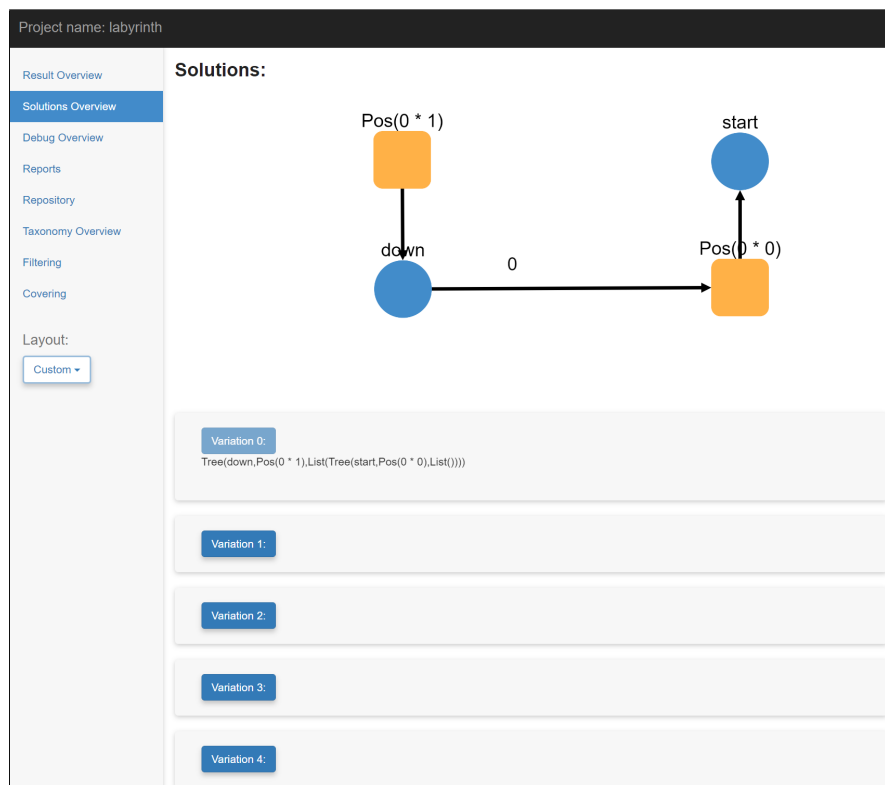 Project name: labyrinth
Result Overview
Solutions Overview
Debug Overview
Reports
Repository
Taxonomy Overview
Filtering
Covering
Layout:
Custom
Solutions:
Pos(0 * 1)
start
down
0
Pos(0 * 0)
Variation 0:
Tree(down,Pos(0 * 1),List(Tree(start,Pos(0 * 0),List())))
Variation 1:
Variation 2:
Variation 3:
Variation 4: